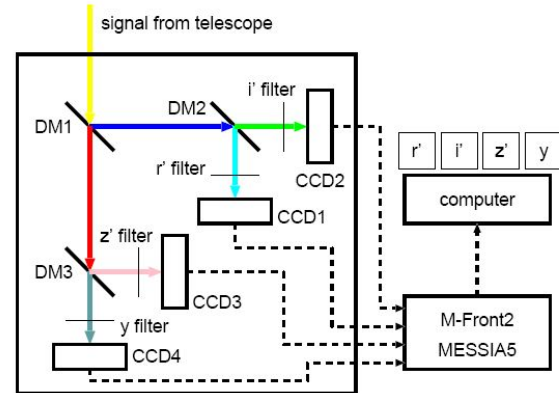 signal from telescope
i' filter
DM2
DM1
r' filter
CCD2
r' i' z' y
computer
CCD1
z' filter
DM3
CCD3
y filter
M-Front2
MESSIA5
CCD4